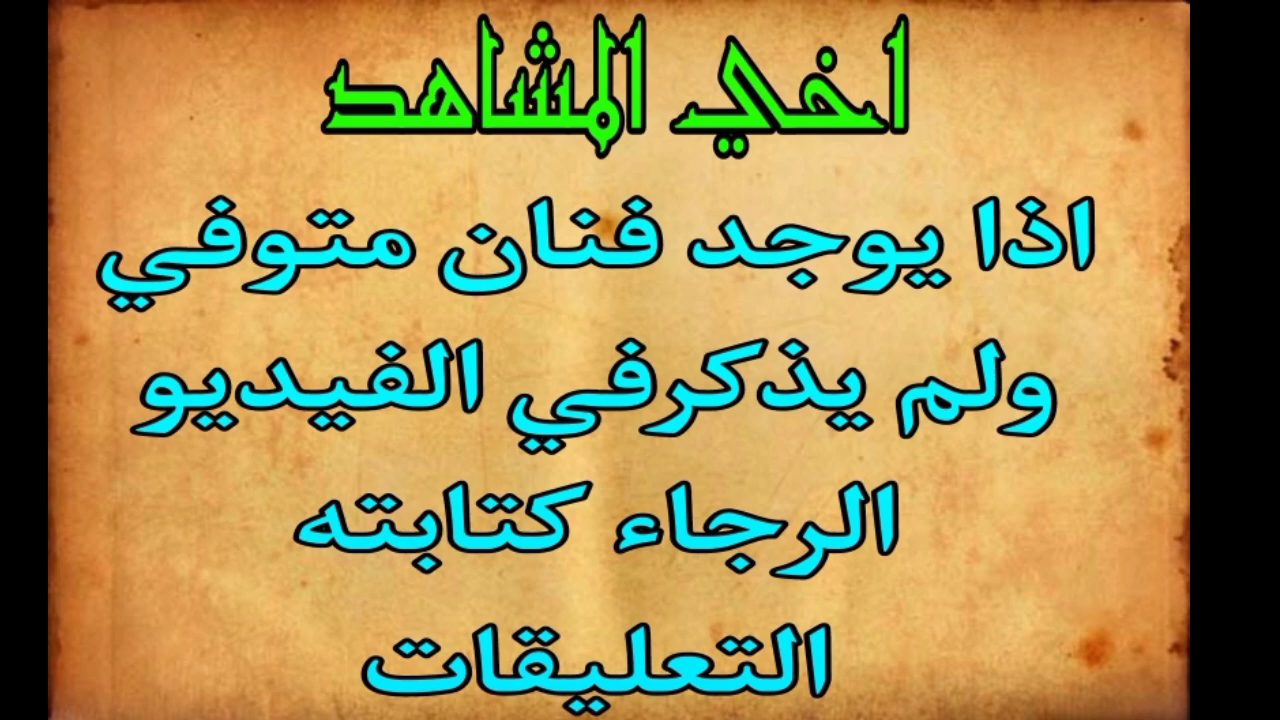 اخي المشاهد
اذا يوجد فنان متوفي
ولم يذكرفي الفيديو
الرجاء كتابته
التعليقات